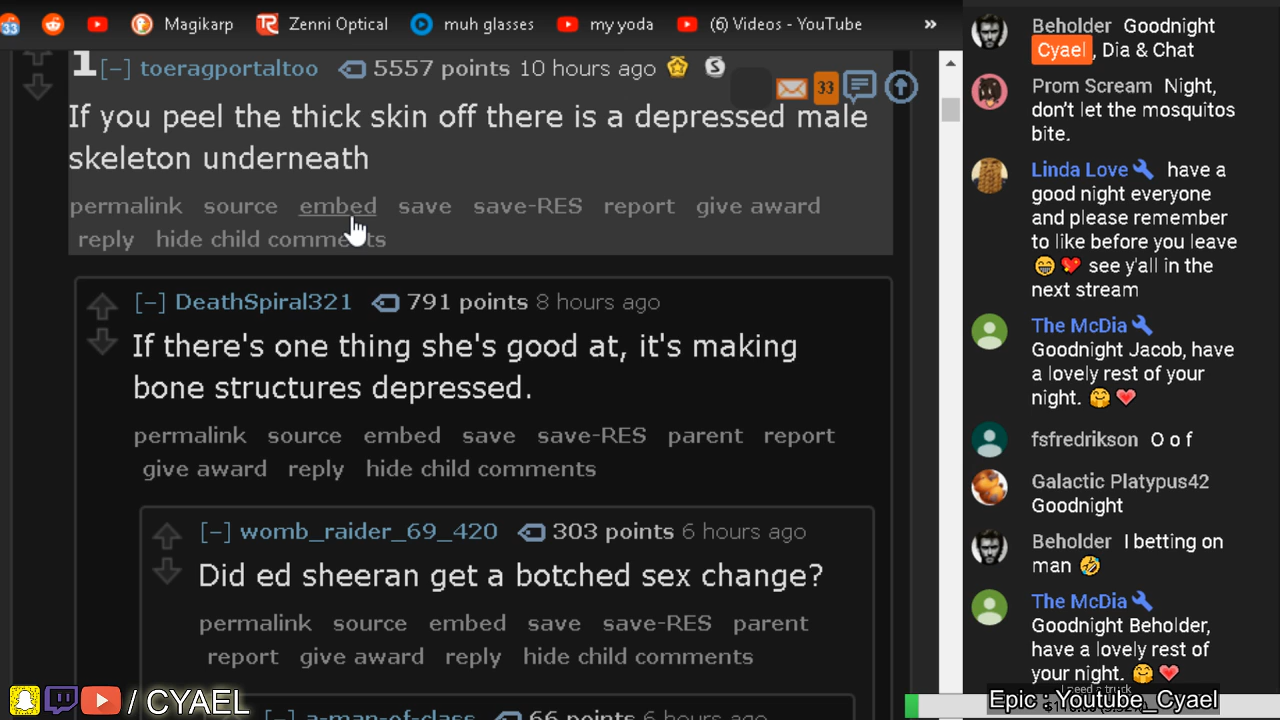 33 Magikarp Zenni Optical muh glasses my yoda (6) Videos - YouTube »
1 [−] toeragportaltoo 5557 points 10 hours ago S
33
If you peel the thick skin off there is a depressed male
skeleton underneath
permalink source embed save save-RES report give award
reply hide child comments
[−] DeathSpiral321 791 points 8 hours ago
If there's one thing she's good at, it's making
bone structures depressed.
permalink source embed save save-RES parent report
give award reply hide child comments
[−] womb_raider_69_420 303 points 6 hours ago
Did ed sheeran get a botched sex change?
permalink source embed save save-RES parent
report give award reply hide child comments
[−] a-man-of-class 66 points 6 hours ago
/ CYAEL
Beholder Goodnight
Cyael, Dia & Chat
Prom Scream Night,
don’t let the mosquitos
bite.
Linda Love have a
good night everyone
and please remember
to like before you leave
😁 💖 see y'all in the
next stream
The McDia
Goodnight Jacob, have
a lovely rest of your
night. 🤗 ❤
fsfredrikson O o f
Galactic Platypus42
Goodnight
Beholder I betting on
man 🤣
The McDia
Goodnight Beholder,
have a lovely rest of
your night. 🤗 ❤
Epic : Youtube_Cyael